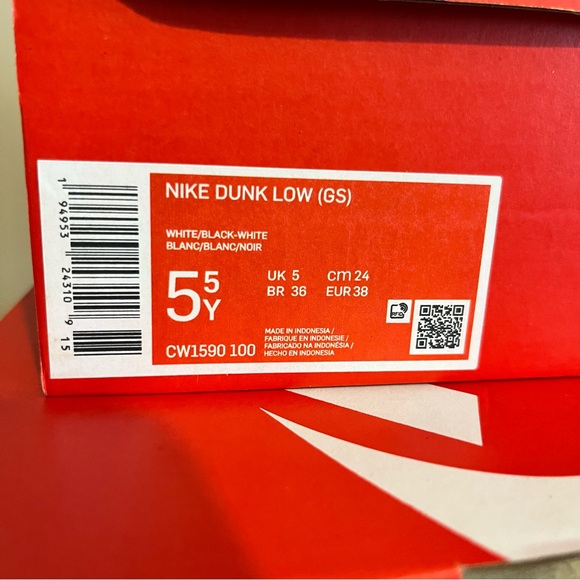 NIKE DUNK LOW (GS)
WHITE/BLACK-WHITE
BLANC/BLANC/NOIR
5 5 Y
UK 5 cm 24
BR 36 EUR 38
RFID
CW1590 100
MADE IN INDONESIA/
FABRIQUE EN INDONESIE/
FABRICADO NA INDONÉSIA/
HECHO EN INDONESIA
1 94953 24310 9 15